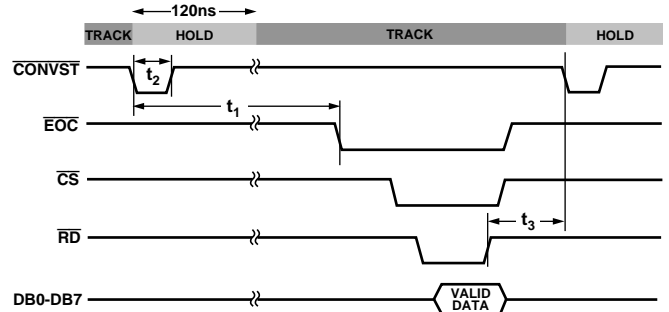 120ns
TRACK HOLD TRACK HOLD
CONVST
t2
t1
EOC
CS
t3
RD
DB0-DB7
VALID
DATA